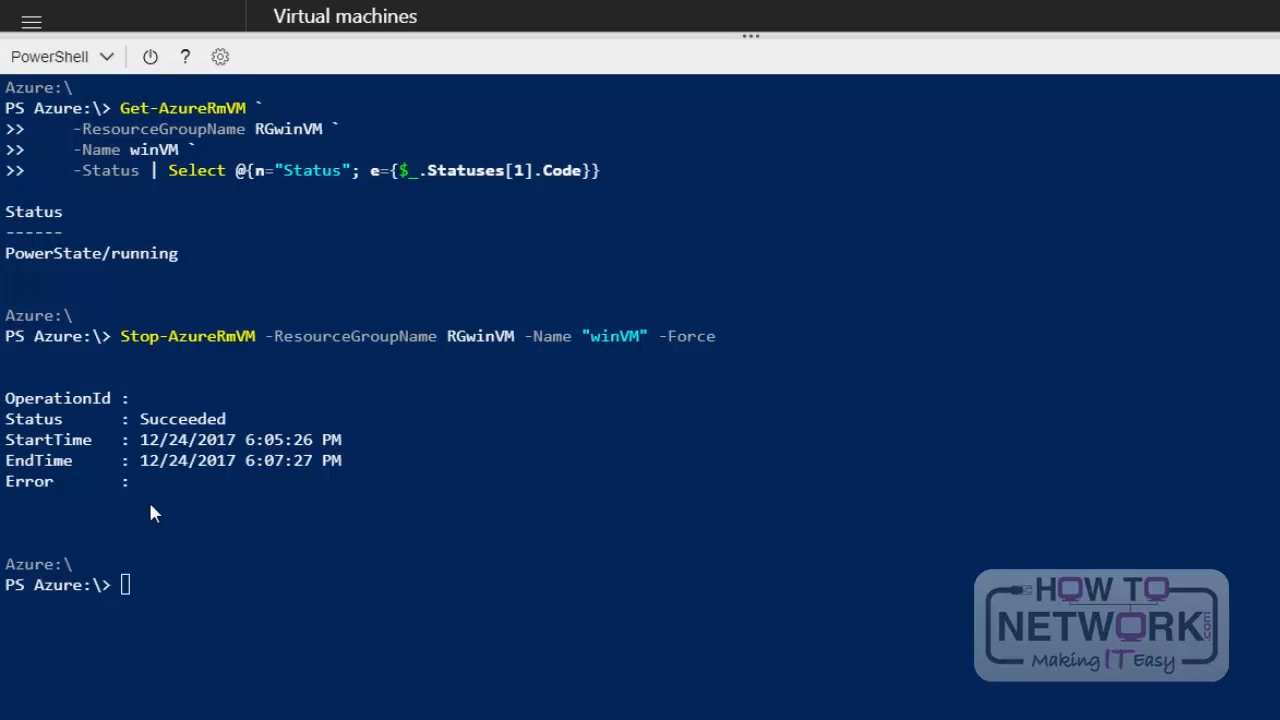 Virtual machines
PowerShell ?
Azure:\
PS Azure:\> Get-AzureRmVM `
>> -ResourceGroupName RGwinVM `
>> -Name winVM `
>> -Status | Select @{n="Status"; e={$_.Statuses[1].Code}}
Status
------
PowerState/running
Azure:\
PS Azure:\> Stop-AzureRmVM -ResourceGroupName RGwinVM -Name "winVM" -Force
OperationId :
Status : Succeeded
StartTime : 12/24/2017 6:05:26 PM
EndTime : 12/24/2017 6:07:27 PM
Error :
Azure:\
PS Azure:\>
HOW TO
NETWORK.com
Making IT Easy